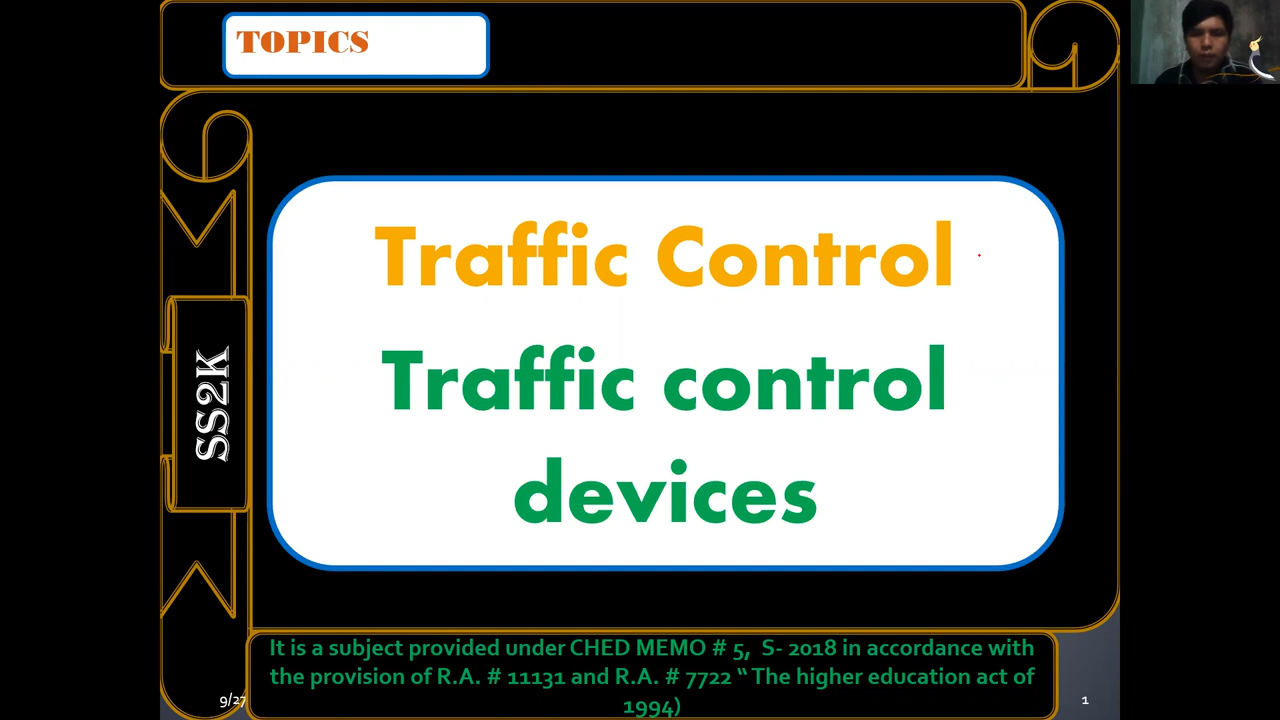 TOPICS
Traffic Control
Traffic control
devices
SS2K
It is a subject provided under CHED MEMO # 5, S- 2018 in accordance with
the provision of R.A. # 11131 and R.A. # 7722 “ The higher education act of
1994)
9/27
1